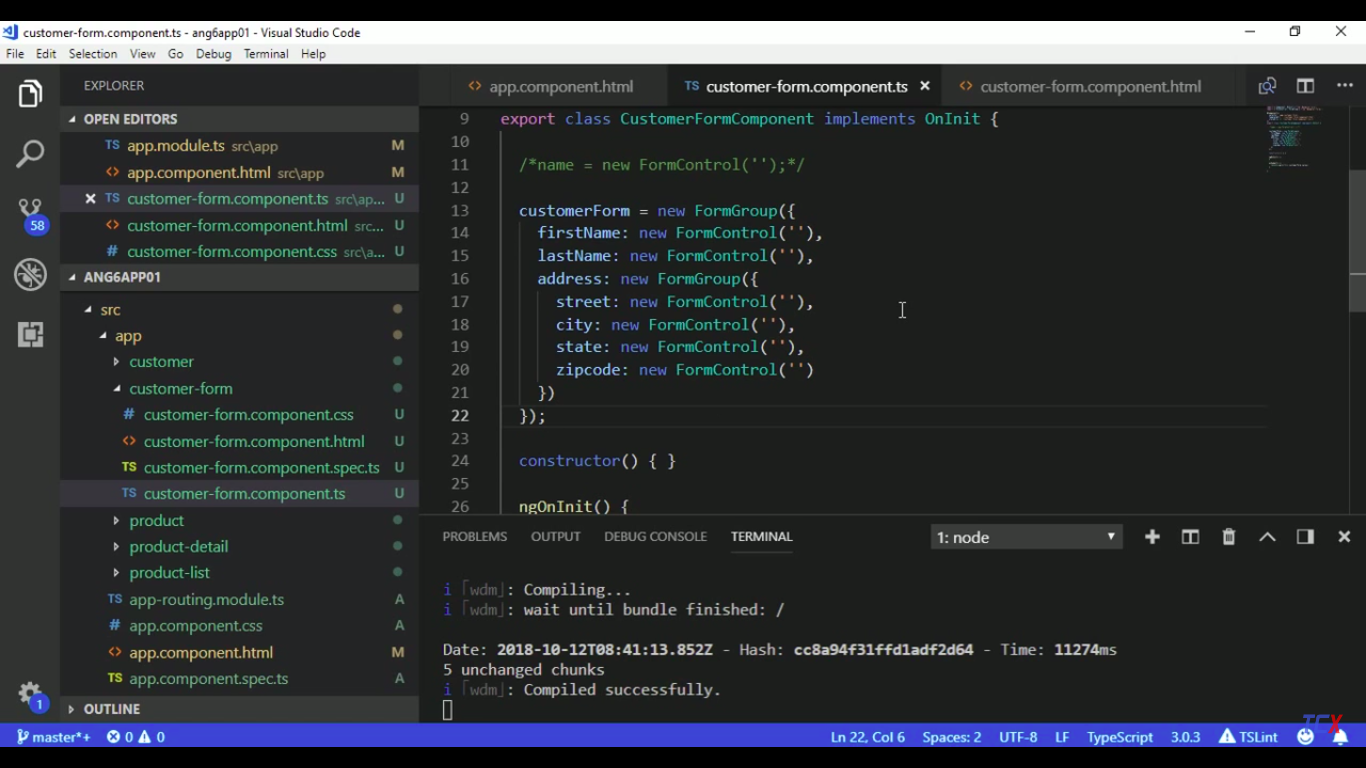 customer-form.component.ts - ang6app01 - Visual Studio Code
File Edit Selection View Go Debug Terminal Help
EXPLORER
OPEN EDITORS
TS app.module.ts src\app M
<> app.component.html src\app M
TS customer-form.component.ts src\ap... U
<> customer-form.component.html src... U
# customer-form.component.css src\a... U
58
ANG6APP01
src
app
customer
customer-form
# customer-form.component.css U
<> customer-form.component.html U
TS customer-form.component.spec.ts U
TS customer-form.component.ts U
product
product-detail
product-list
TS app-routing.module.ts A
# app.component.css A
<> app.component.html M
TS app.component.spec.ts A
OUTLINE
1
<> app.component.html TS customer-form.component.ts <> customer-form.component.html
9 export class CustomerFormComponent implements OnInit {
10
11 /*name = new FormControl('');*/
12
13 customerForm = new FormGroup({
14 firstName: new FormControl(''),
15 lastName: new FormControl(''),
16 address: new FormGroup({
17 street: new FormControl(''),
18 city: new FormControl(''),
19 state: new FormControl(''),
20 zipcode: new FormControl('')
21 })
22 });
23
24 constructor() { }
25
26 ngOnInit() {
PROBLEMS OUTPUT DEBUG CONSOLE TERMINAL 1: node
i ｢wdm｣: Compiling...
i ｢wdm｣: wait until bundle finished: /
Date: 2018-10-12T08:41:13.852Z - Hash: cc8a94f31ffd1adf2d64 - Time: 11274ms
5 unchanged chunks
i ｢wdm｣: Compiled successfully.
master*+ 0 0 Ln 22, Col 6 Spaces: 2 UTF-8 LF TypeScript 3.0.3 TSLint
TCX